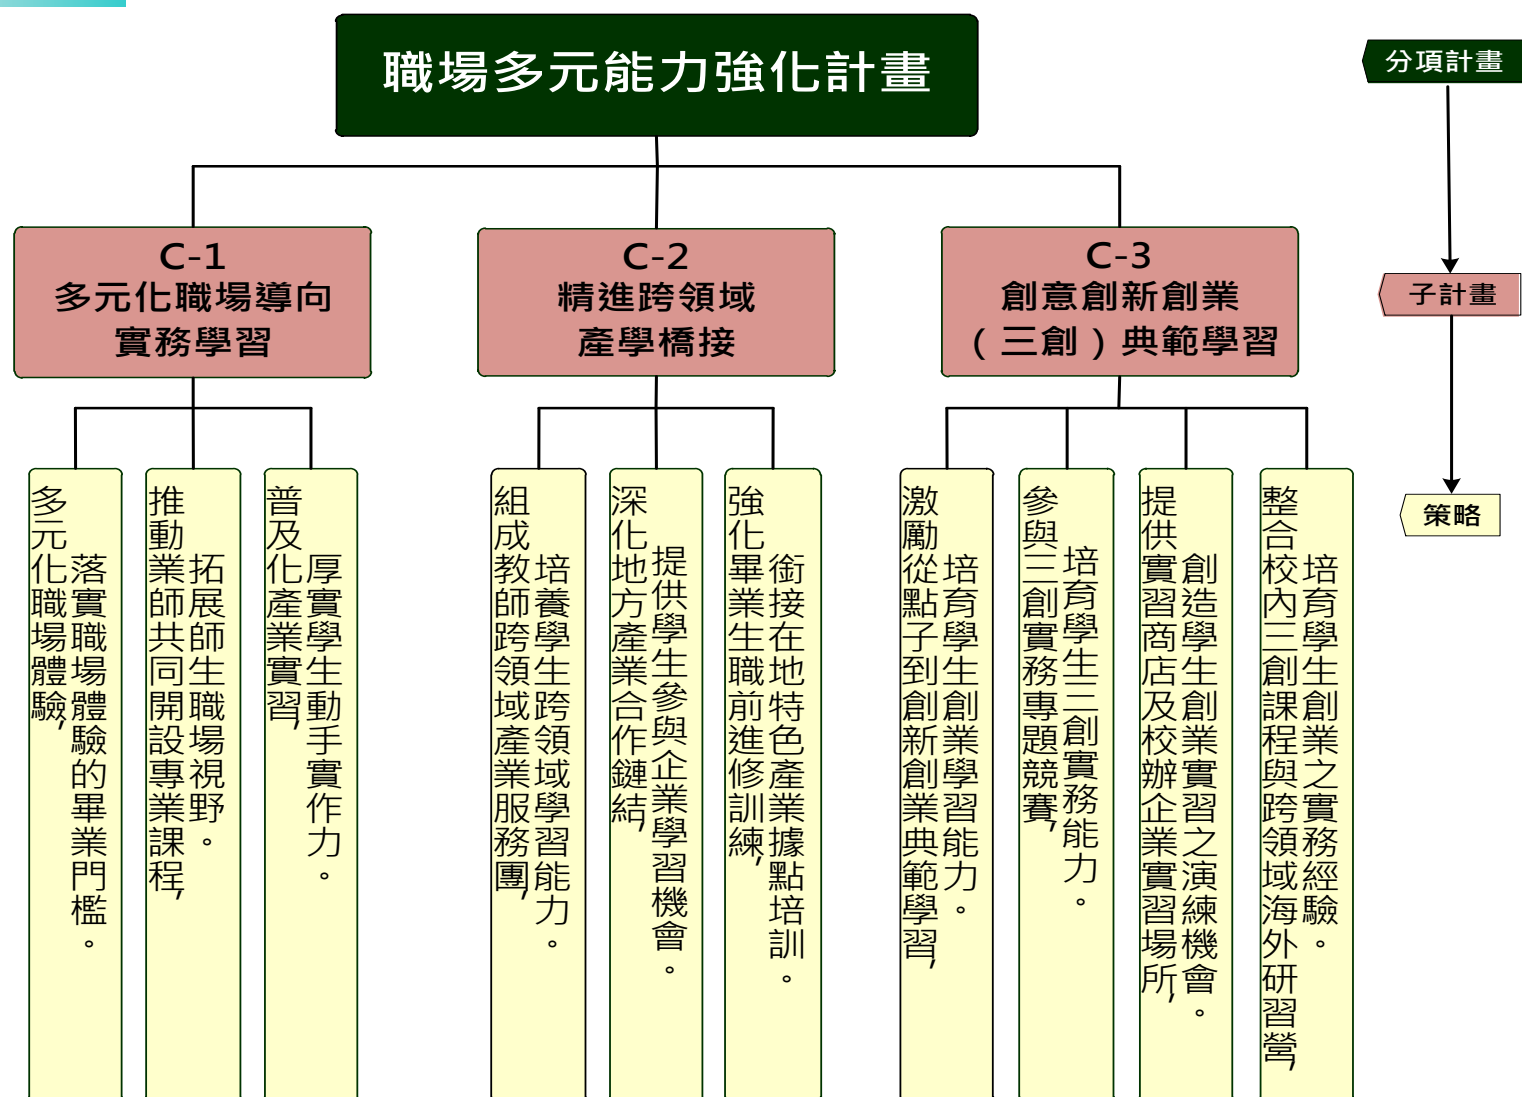 職場多元能力強化計畫
分項計畫
C-1
多元化職場導向
實務學習
C-2
精進跨領域
產學橋接
C-3
創意創新創業
（三創）典範學習
子計畫
策略
多元化職場體驗,
落實職場體驗的畢業門檻。
推動業師共同開設專業課程,
拓展師生職場視野。
普及化產業實習,
厚實學生動手實作力。
組成教師跨領域產業服務團,
培養學生跨領域學習能力。
深化地方產業合作鏈結,
提供學生參與企業學習機會。
強化畢業生職前進修訓練,
銜接在地特色產業據點培訓。
激勵從點子到創新創業典範學習,
培育學生創業學習能力。
參與三創實務專題競賽,
培育學生三創實務能力。
提供實習商店及校辦企業實習場所,
創造學生創業實習之演練機會。
整合校內三創課程與跨領域海外研習營,
培育學生創業之實務經驗。